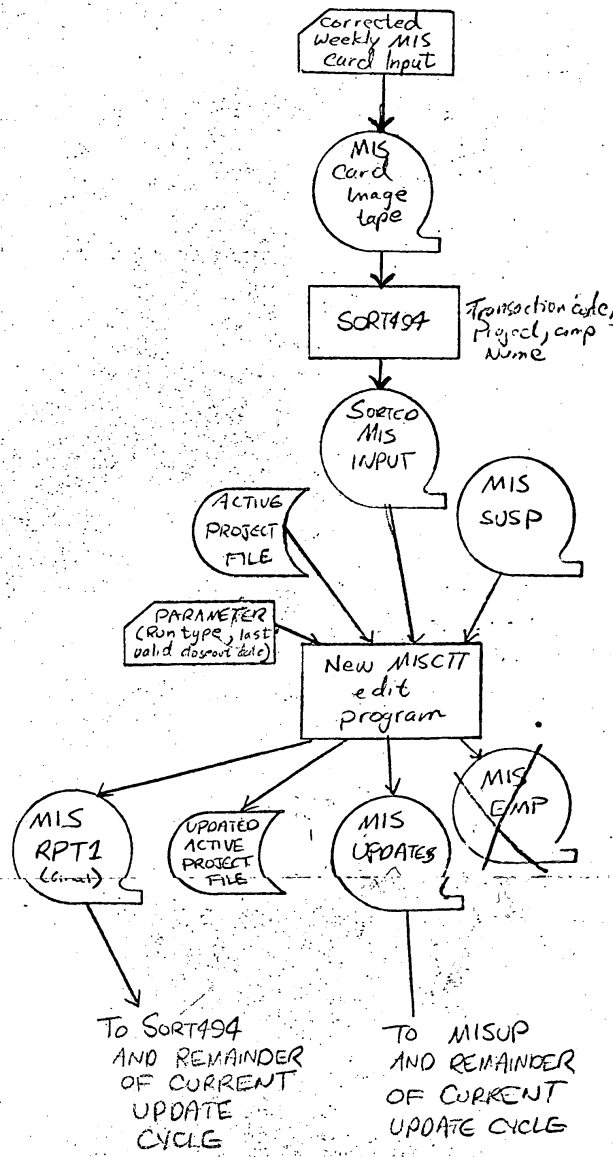 Corrected
Weekly MIS
Card Input
MIS
Card
Image
tape
SORT494
Transaction code,
Project, emp
Name
SORTED
MIS
INPUT
MIS
SUSP
ACTIVE
PROJECT
FILE
PARAMETER
(Run type, last
valid closeout date)
New MISCTT
edit
program
MIS
RPT1
(final)
UPDATED
ACTIVE
PROJECT
FILE
MIS
UPDATES
MIS
EMP
To SORT494
AND REMAINDER
OF CURRENT
UPDATE
CYCLE
TO MISUP
AND REMAINDER
OF CURRENT
UPDATE CYCLE